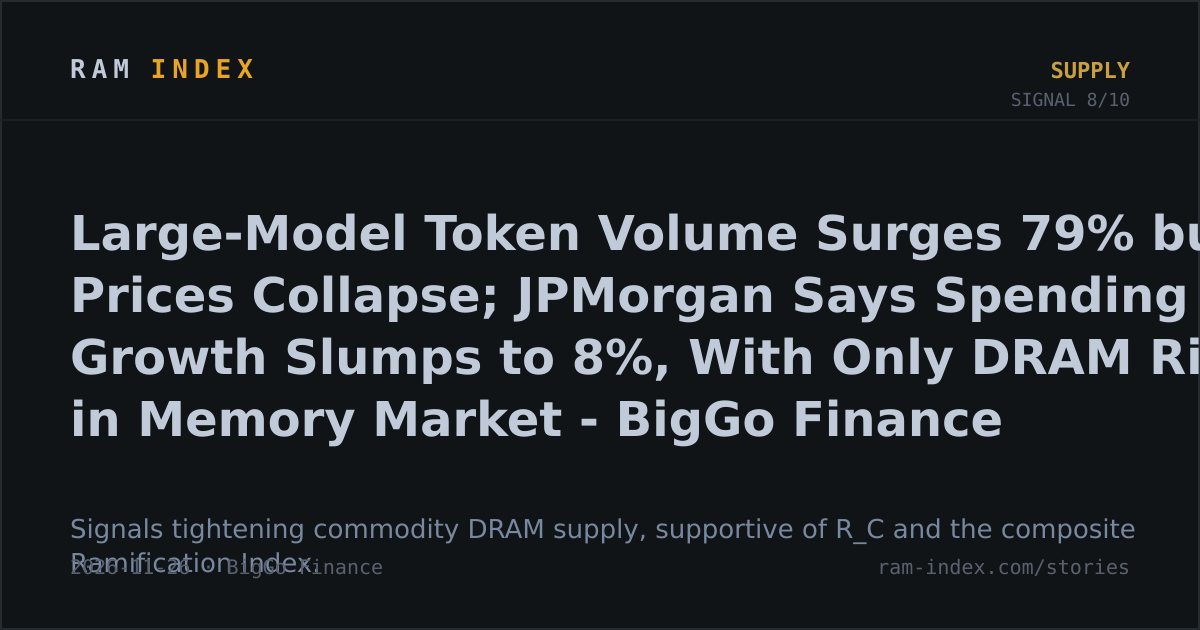 RAM INDEX
SUPPLY
SIGNAL 8/10
Large-Model Token Volume Surges 79% bu
Prices Collapse; JPMorgan Says Spending
Growth Slumps to 8%, With Only DRAM Ri
in Memory Market - BigGo Finance
Signals tightening commodity DRAM supply, supportive of R_C and the composite
Ramification Index.
BigGo Finance
ram-index.com/stories